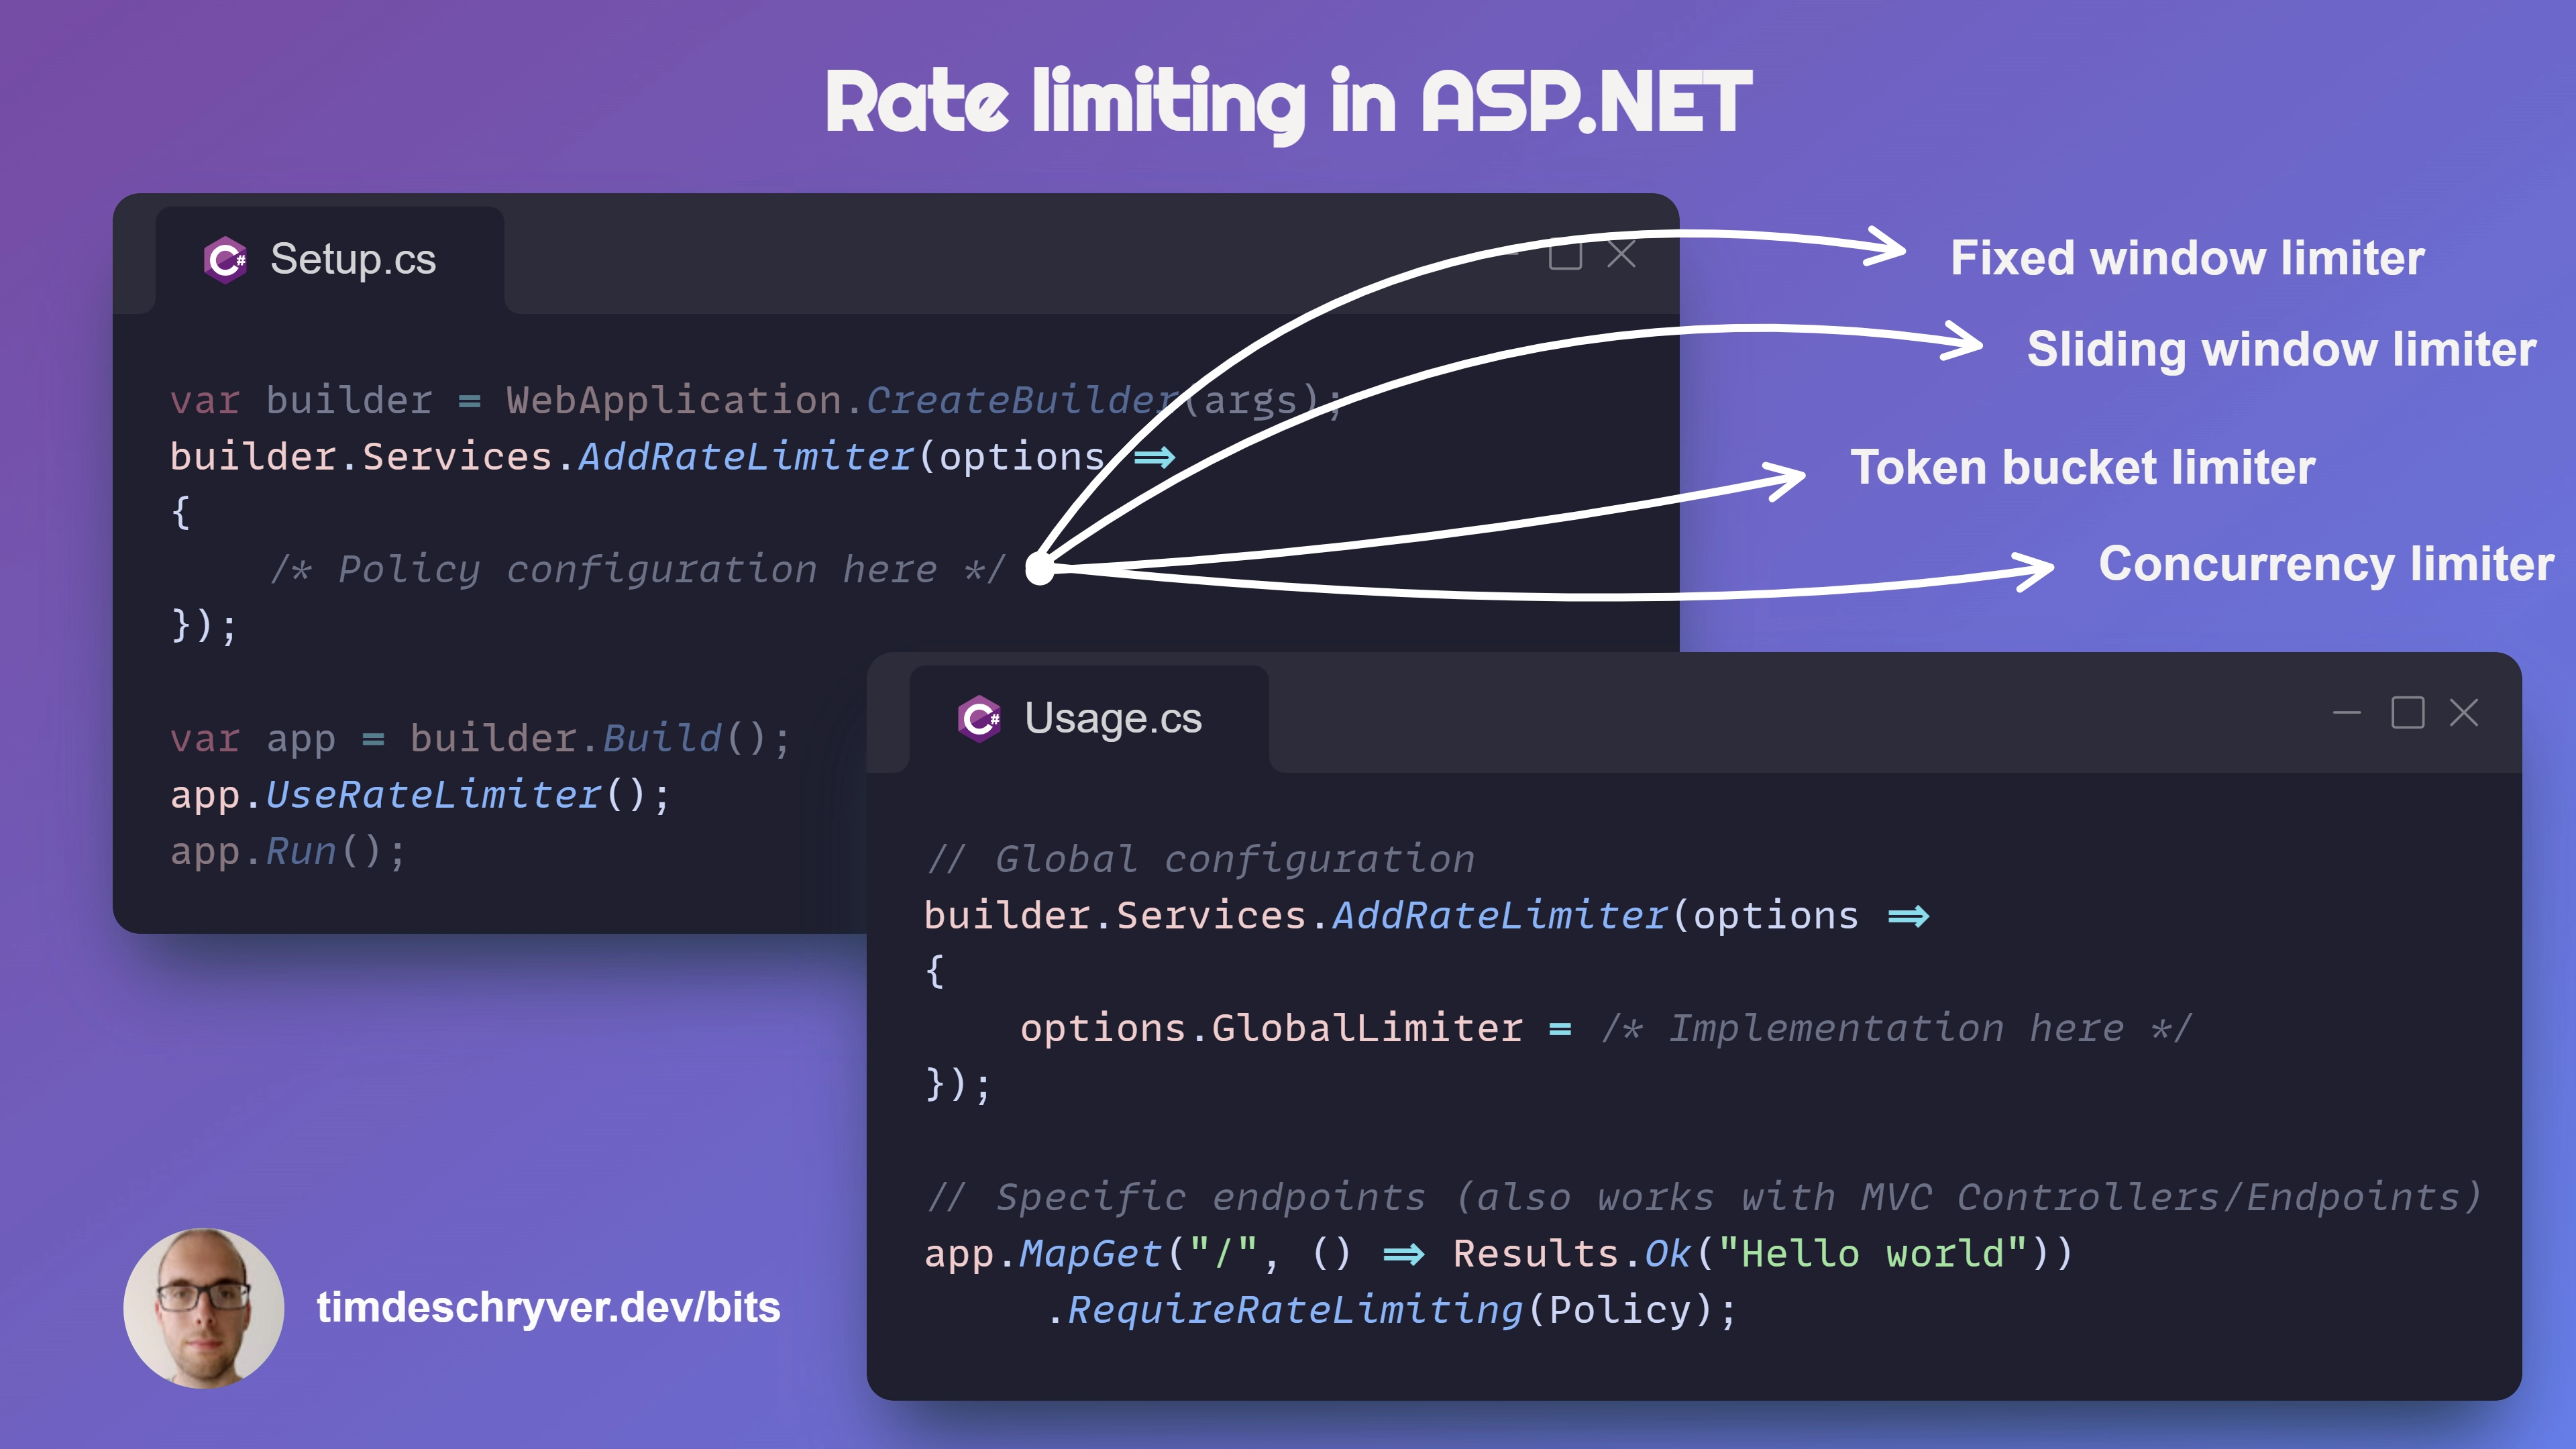 Rate limiting in ASP.NET
Setup.cs
var builder = WebApplication.CreateBuilder(args);
builder.Services.AddRateLimiter(options =>
{
    /* Policy configuration here */
});
var app = builder.Build();
app.UseRateLimiter();
app.Run();
Fixed window limiter
Sliding window limiter
Token bucket limiter
Concurrency limiter
Usage.cs
// Global configuration
builder.Services.AddRateLimiter(options =>
{
    options.GlobalLimiter = /* Implementation here */
});
// Specific endpoints (also works with MVC Controllers/Endpoints)
app.MapGet("/", () => Results.Ok("Hello world"))
     .RequireRateLimiting(Policy);
timdeschryver.dev/bits